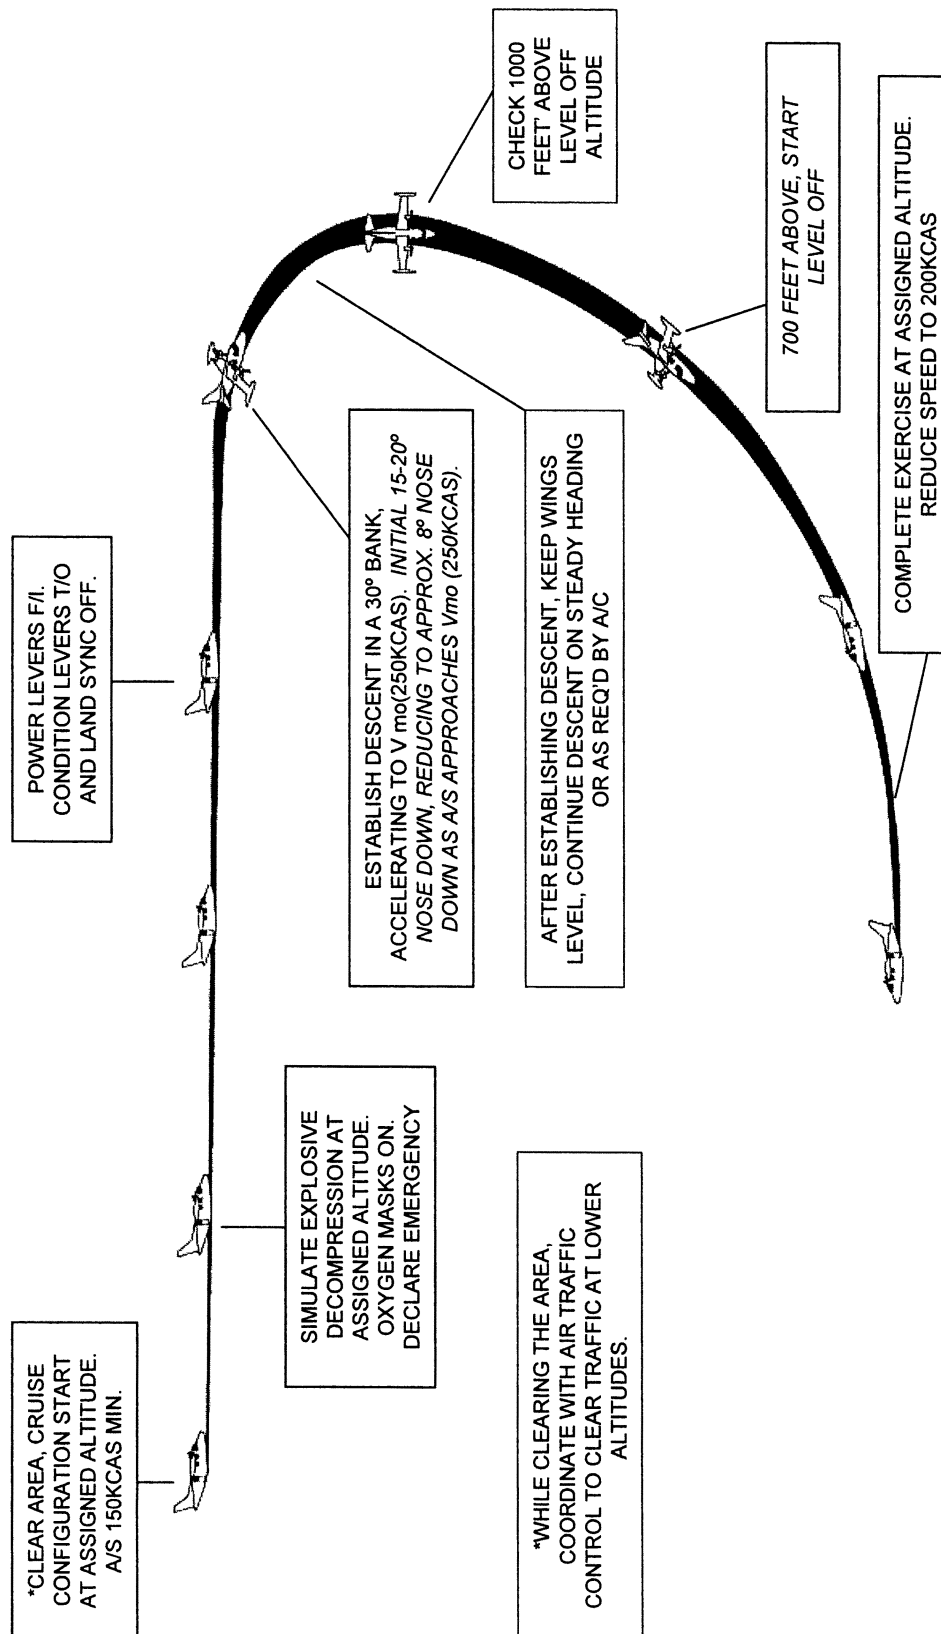 *CLEAR AREA, CRUISE
CONFIGURATION START
AT ASSIGNED ALTITUDE.
A/S 150KCAS MIN.
SIMULATE EXPLOSIVE
DECOMPRESSION AT
ASSIGNED ALTITUDE.
OXYGEN MASKS ON.
DECLARE EMERGENCY
POWER LEVERS F/I.
CONDITION LEVERS T/O
AND LAND SYNC OFF.
ESTABLISH DESCENT IN A 30° BANK,
ACCELERATING TO V mo(250KCAS). INITIAL 15-20°
NOSE DOWN, REDUCING TO APPROX. 8° NOSE
DOWN AS A/S APPROACHES Vmo (250KCAS).
AFTER ESTABLISHING DESCENT, KEEP WINGS
LEVEL, CONTINUE DESCENT ON STEADY HEADING
OR AS REQ'D BY A/C
CHECK 1000
FEET' ABOVE
LEVEL OFF
ALTITUDE
700 FEET ABOVE, START
LEVEL OFF
COMPLETE EXERCISE AT ASSIGNED ALTITUDE.
REDUCE SPEED TO 200KCAS
*WHILE CLEARING THE AREA,
COORDINATE WITH AIR TRAFFIC
CONTROL TO CLEAR TRAFFIC AT LOWER
ALTITUDES.